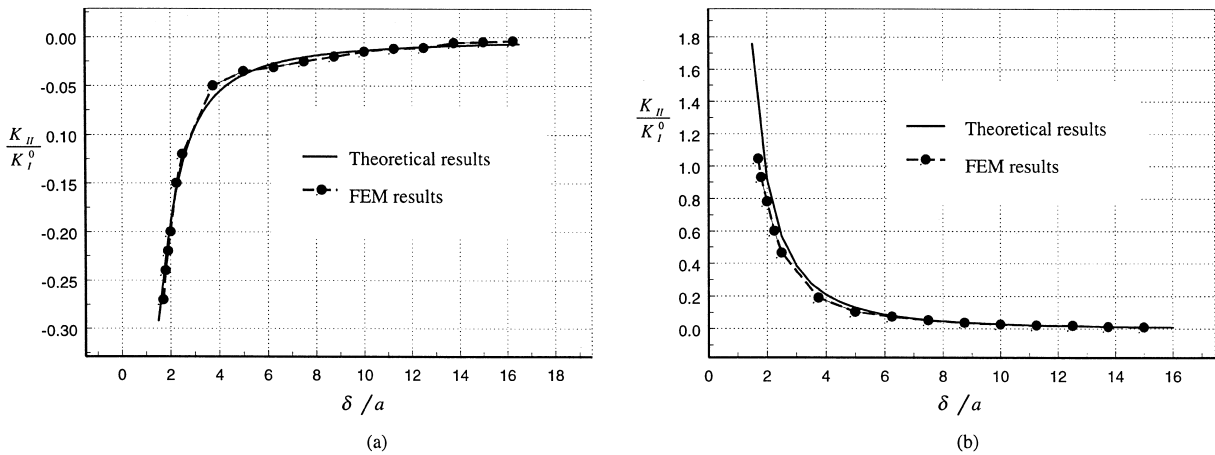 0.00
-0.05
0.10
-0.15
-0.20
-0.25
-0.30
K_II
K_I^0
Theoretical results
FEM results
0 2 4 6 8 10 12 14 16 18
δ / a
(a)
1.8
1.6
1.4
1.2
1.0
0.8
0.6
0.4
0.2
0.0
K_II
K_I^0
Theoretical results
FEM results
0 2 4 6 8 10 12 14 16
δ / a
(b)